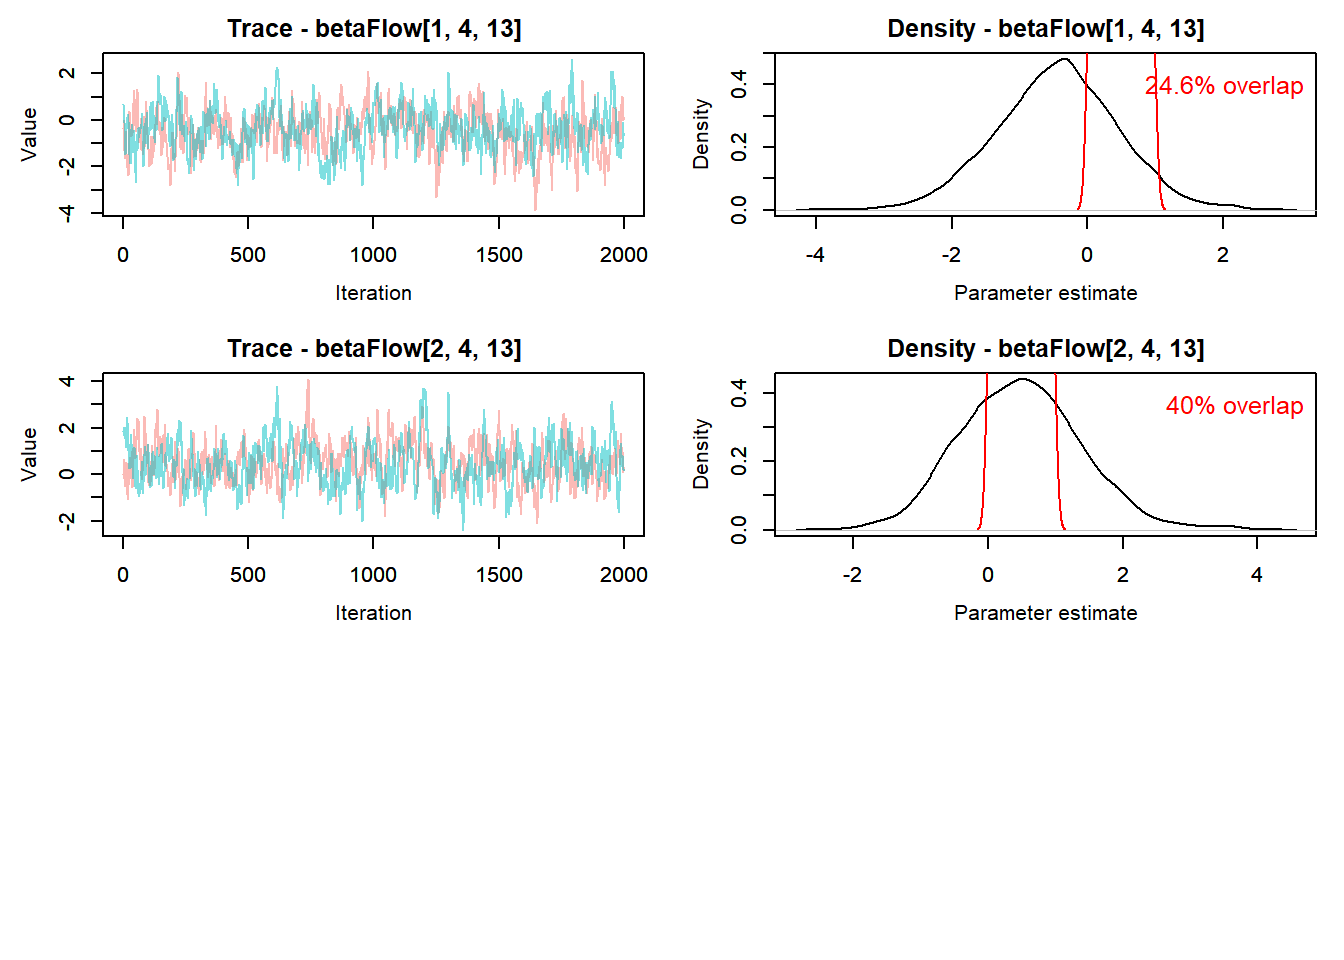 Trace - betaFlow[1, 4, 13]
Value
2
0
-2
-4
0 500 1000 1500 2000
Iteration
Density - betaFlow[1, 4, 13]
24.6% overlap
Density
0.4
0.2
0.0
-4 -2 0 2
Parameter estimate
Trace - betaFlow[2, 4, 13]
Value
4
2
0
-2
0 500 1000 1500 2000
Iteration
Density - betaFlow[2, 4, 13]
40% overlap
Density
0.4
0.2
0.0
-2 0 2 4
Parameter estimate